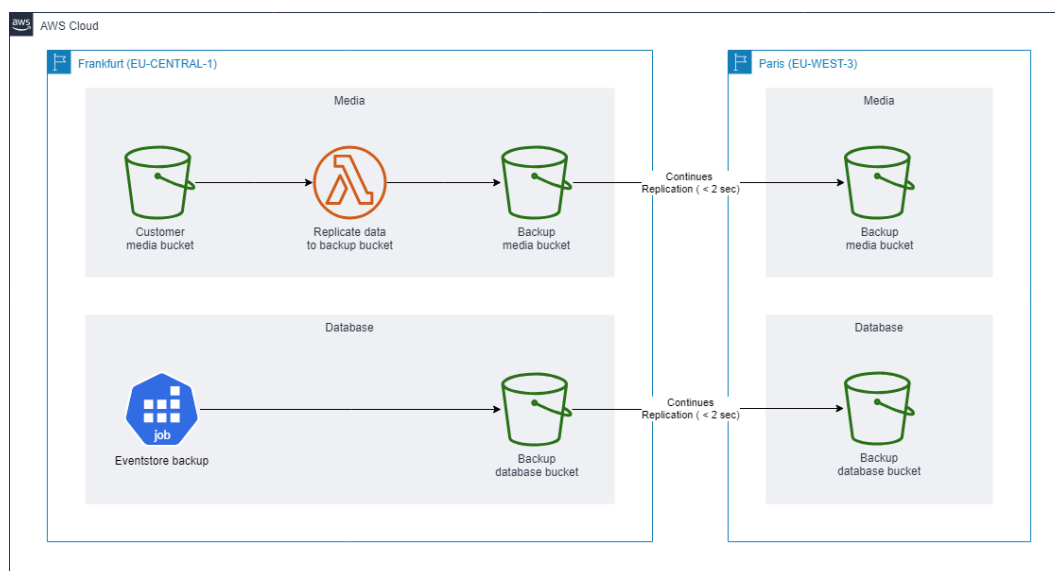 aws
AWS Cloud
Frankfurt (EU-CENTRAL-1)
Paris (EU-WEST-3)
Media
Media
Customer
media bucket
Replicate data
to backup bucket
Backup
media bucket
Continues
Replication ( < 2 sec)
Backup
media bucket
Database
Database
job
Eventstore backup
Backup
database bucket
Continues
Replication ( < 2 sec)
Backup
database bucket